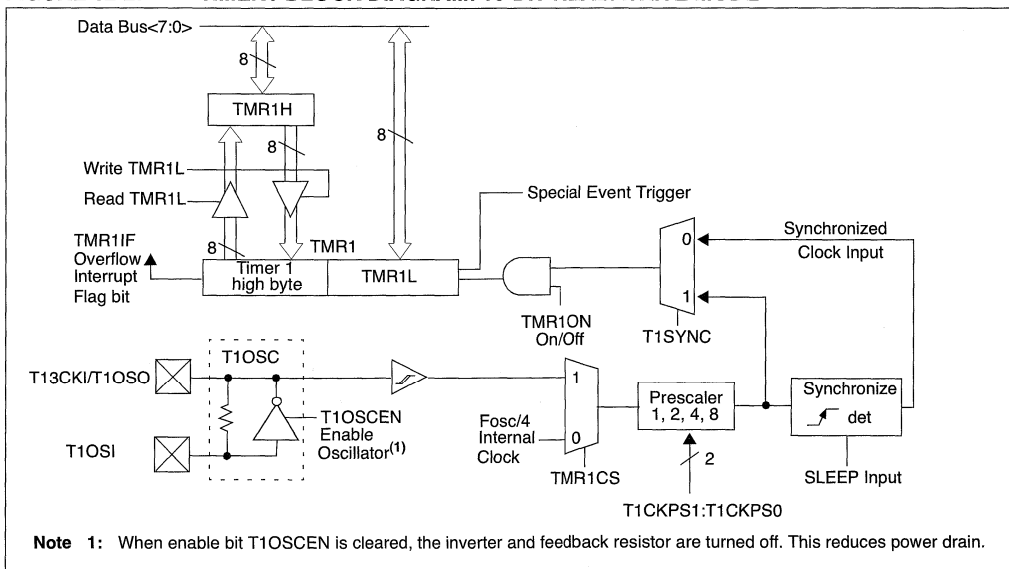 Data Bus<7:0>
8
TMR1H
8
8
Write TMR1L
Read TMR1L
Special Event Trigger
TMR1IF
Overflow
Interrupt
Flag bit
8
TMR1
Timer 1
high byte
TMR1L
0
Synchronized
Clock Input
1
TMR1ON
On/Off
T1SYNC
T1OSC
T13CKI/T1OSO
T1OSI
T1OSCEN
Enable
Oscillator(1)
1
Fosc/4
Internal
Clock
0
TMR1CS
Prescaler
1, 2, 4, 8
2
T1CKPS1:T1CKPS0
Synchronize
det
SLEEP Input
Note 1: When enable bit T1OSCEN is cleared, the inverter and feedback resistor are turned off. This reduces power drain.